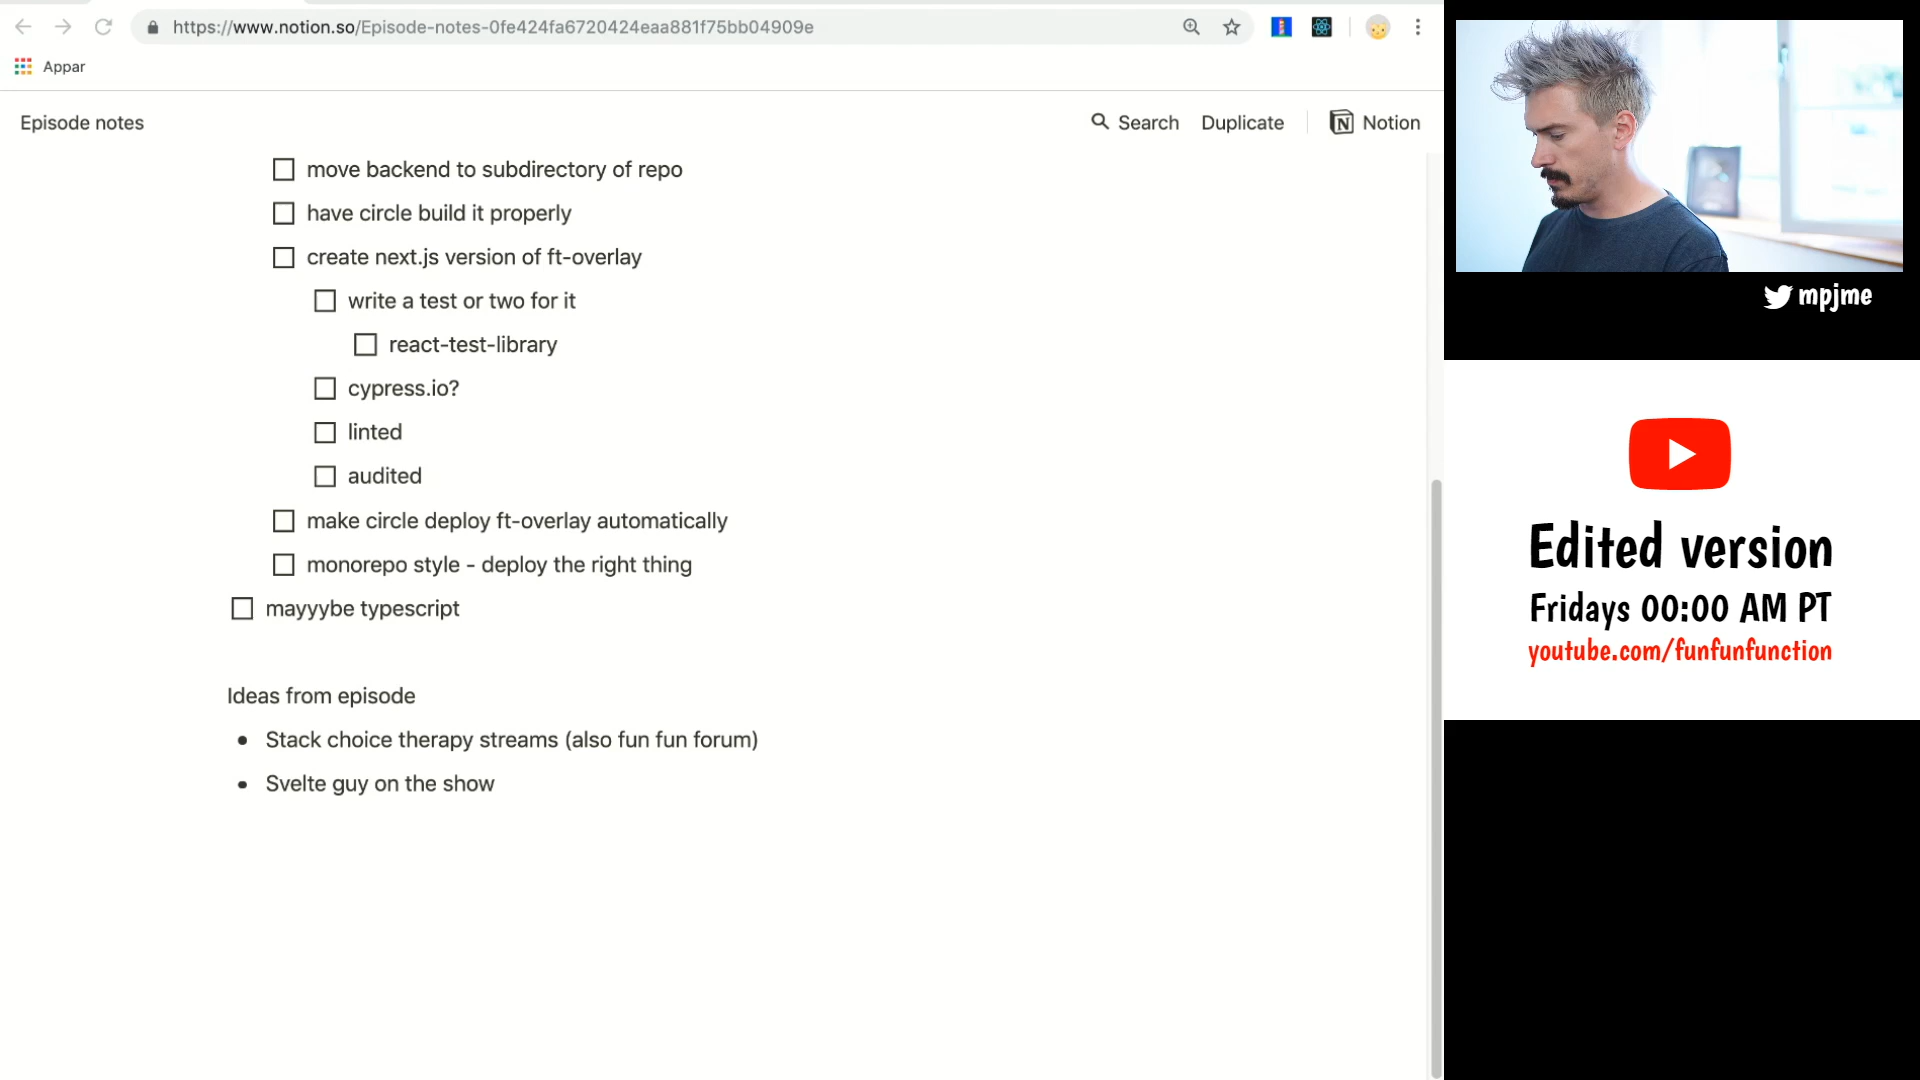 https://www.notion.so/Episode-notes-0fe424fa6720424eaa881f75bb04909e
Appar
Episode notes
Search
Duplicate
Notion
move backend to subdirectory of repo
have circle build it properly
create next.js version of ft-overlay
write a test or two for it
react-test-library
cypress.io?
linted
audited
make circle deploy ft-overlay automatically
monorepo style - deploy the right thing
mayyybe typescript
Ideas from episode
Stack choice therapy streams (also fun fun forum)
Svelte guy on the show
mpjme
Edited version
Fridays 00:00 AM PT
youtube.com/funfunfunction